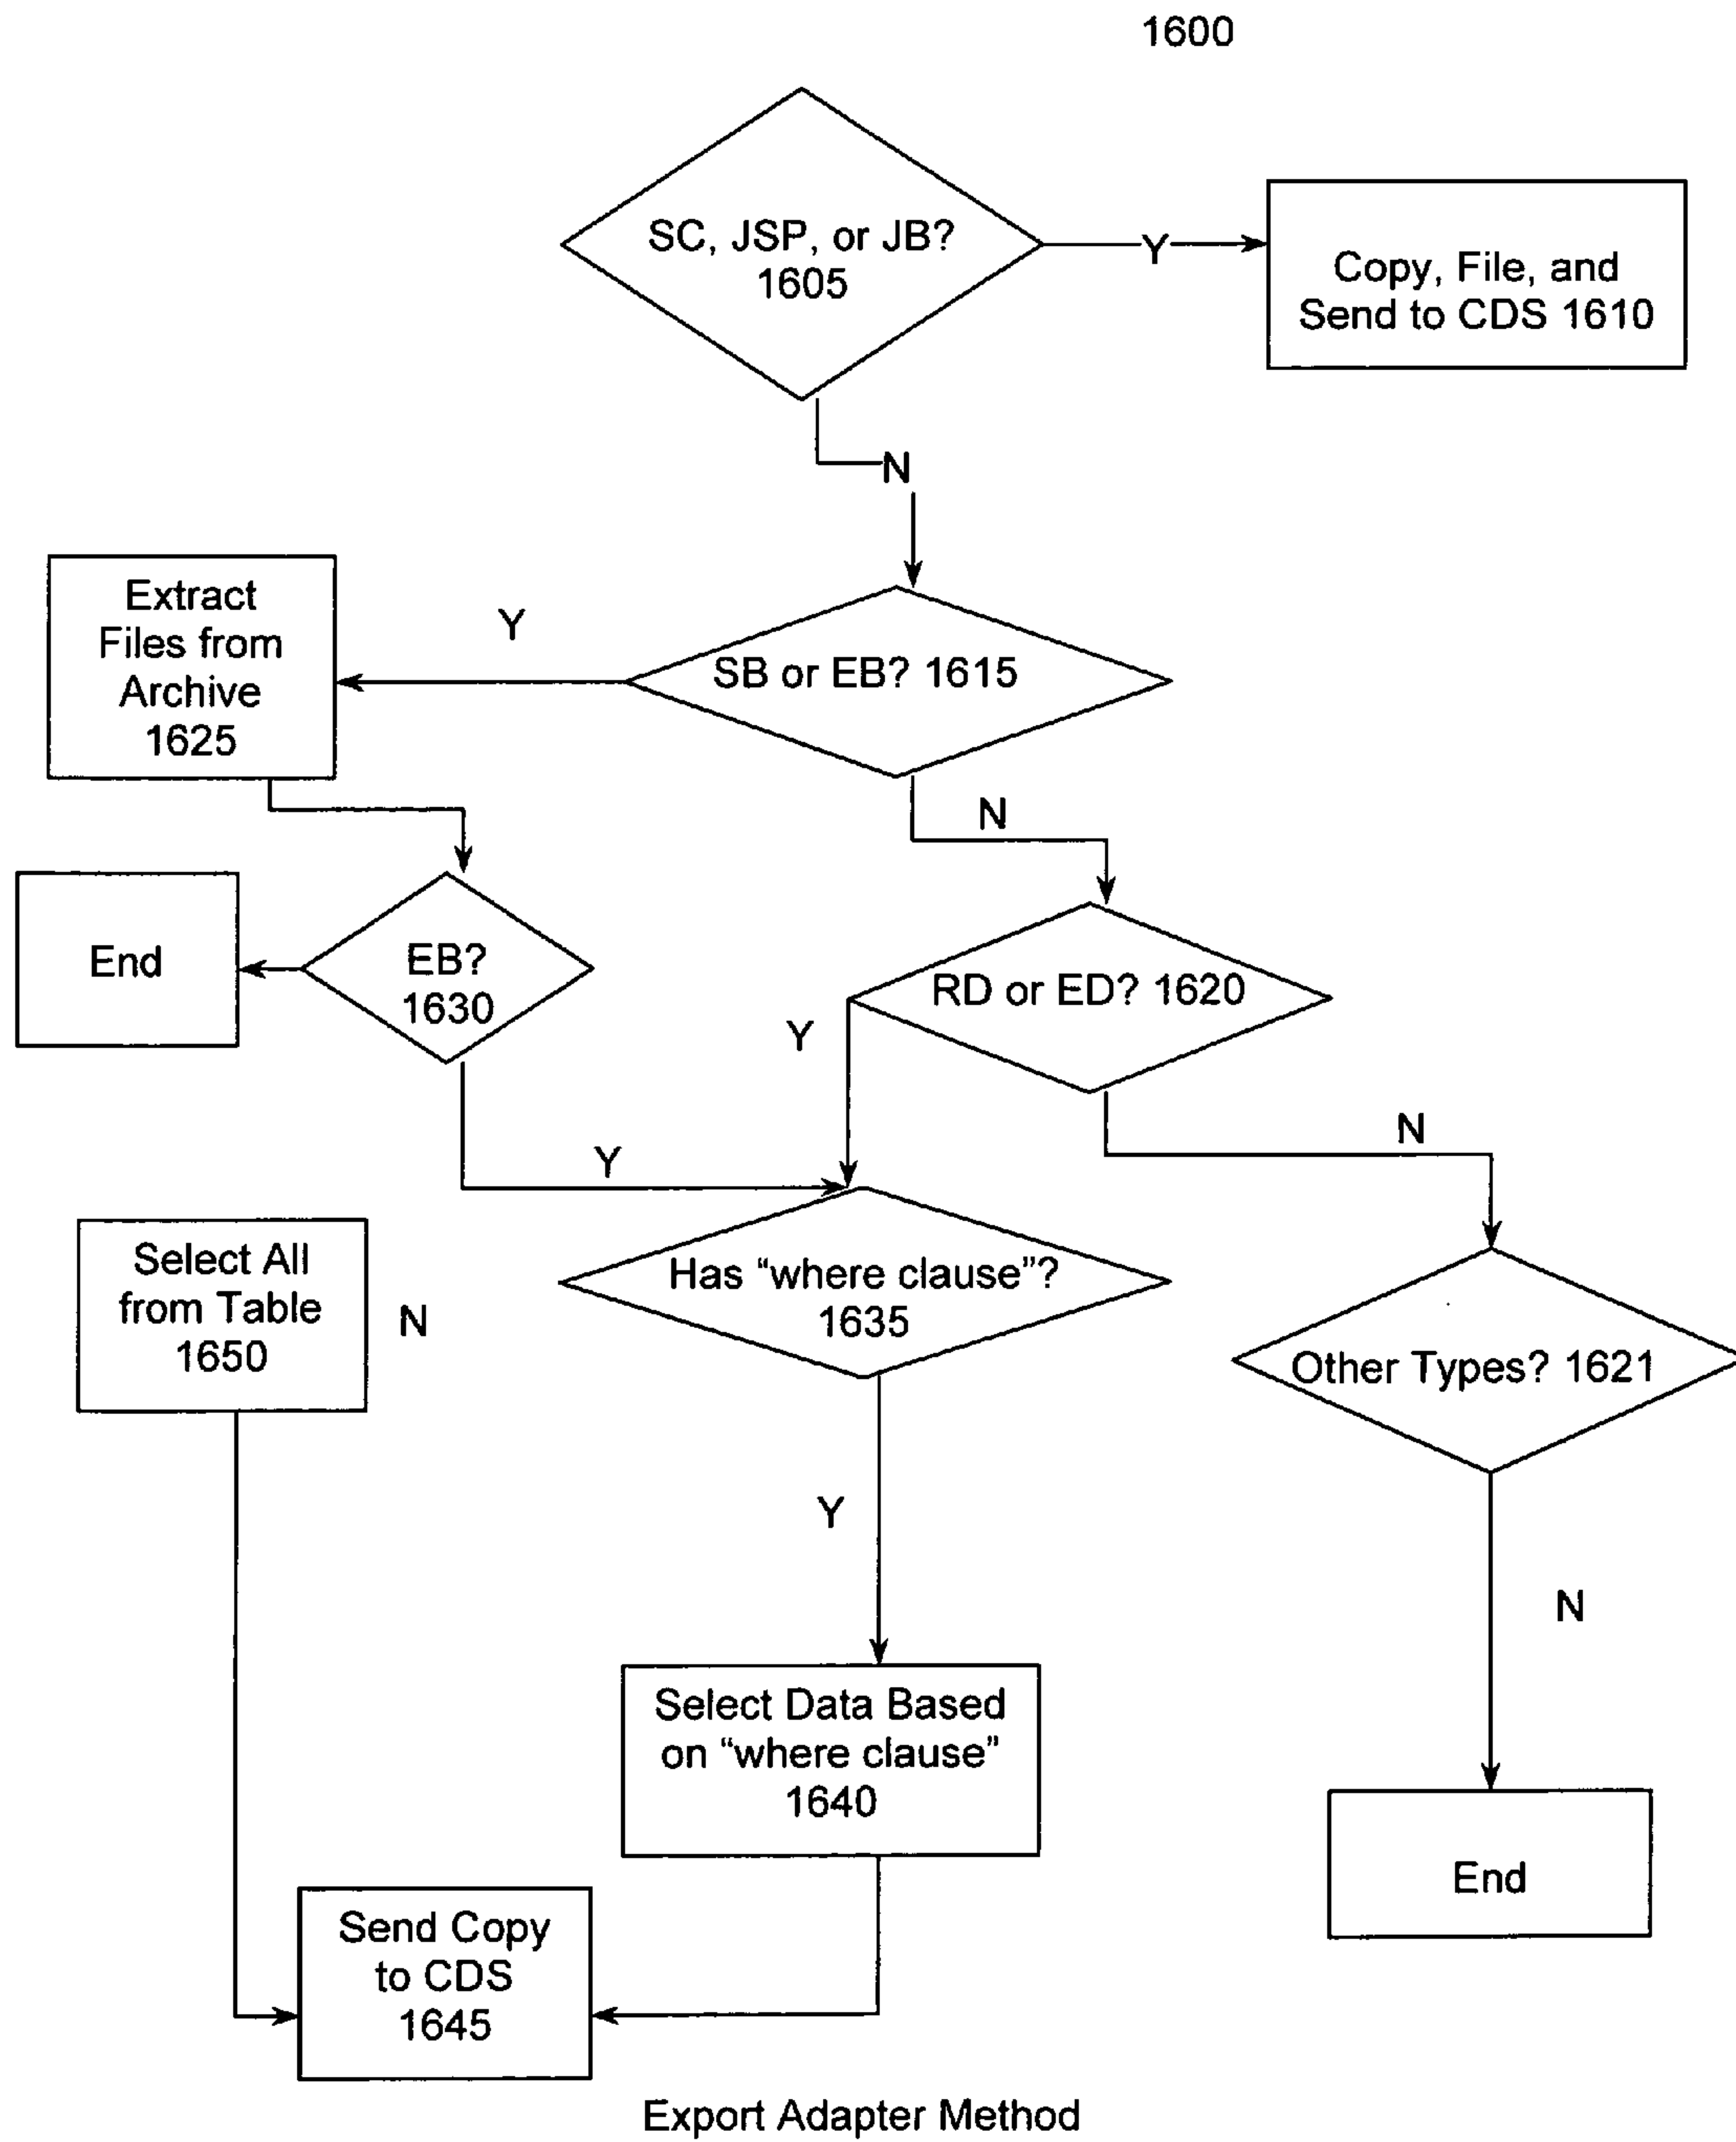 1600
SC, JSP, or JB?
1605
Y
Copy, File, and
Send to CDS 1610
N
Extract
Files from
Archive
1625
Y
SB or EB? 1615
N
End
EB?
1630
RD or ED? 1620
Y
N
Y
Select All
from Table
1650
N
Has “where clause”?
1635
Other Types? 1621
Y
N
Select Data Based
on “where clause”
1640
End
Send Copy
to CDS
1645
Export Adapter Method